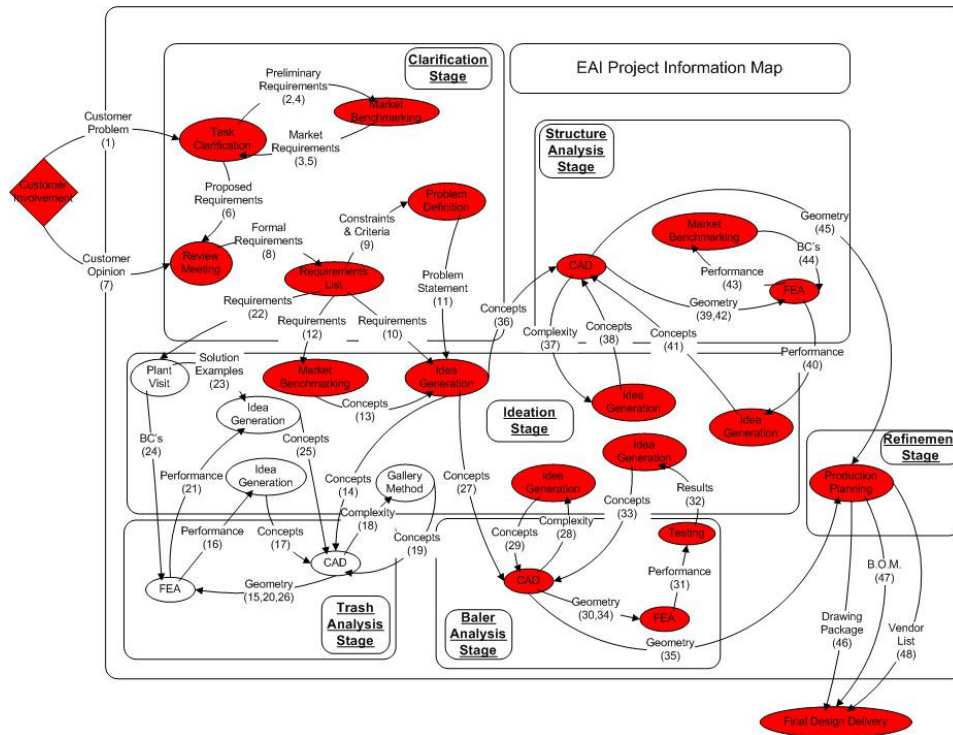 EAI Project Information Map
Clarification
Stage
Preliminary
Requirements
(2,4)
Market
Benchmarking
Customer
Problem
(1)
Task
Clarification
Market
Requirements
(3,5)
Customer
Involvement
Proposed
Requirements
(6)
Problem
Definition
Constraints
& Criteria
(9)
Customer
Opinion
(7)
Review
Meeting
Formal
Requirements
(8)
Requirements
List
Problem
Statement
(11)
Requirements
(22)
Requirements
(12)
Requirements
(10)
Structure
Analysis
Stage
Geometry
(45)
Market
Benchmarking
BC's
(44)
CAD
Performance
(43)
FEA
Geometry
(39,42)
Concepts
(36)
Complexity
(37)
Concepts
(38)
Concepts
(41)
Performance
(40)
Plant
Visit
Solution
Examples
(23)
Market
Benchmarking
Idea
Generation
Concepts
(13)
Idea
Generation
Ideation
Stage
Idea
Generation
Idea
Generation
BC's
(24)
Concepts
(25)
Idea
Generation
Refinement
Stage
Performance
(21)
Idea
Generation
Concepts
(14)
Gallery
Method
Concepts
(27)
Idea
Generation
Results
(32)
Production
Planning
Performance
(16)
Concepts
(17)
Complexity
(18)
Concepts
(19)
Concepts
(29)
Complexity
(28)
Concepts
(33)
Testing
CAD
FEA
Geometry
(15,20,26)
Trash
Analysis
Stage
CAD
Performance
(31)
Geometry
(30,34)
FEA
Baler
Analysis
Stage
Geometry
(35)
B.O.M.
(47)
Drawing
Package
(46)
Vendor
List
(48)
Final Design Delivery